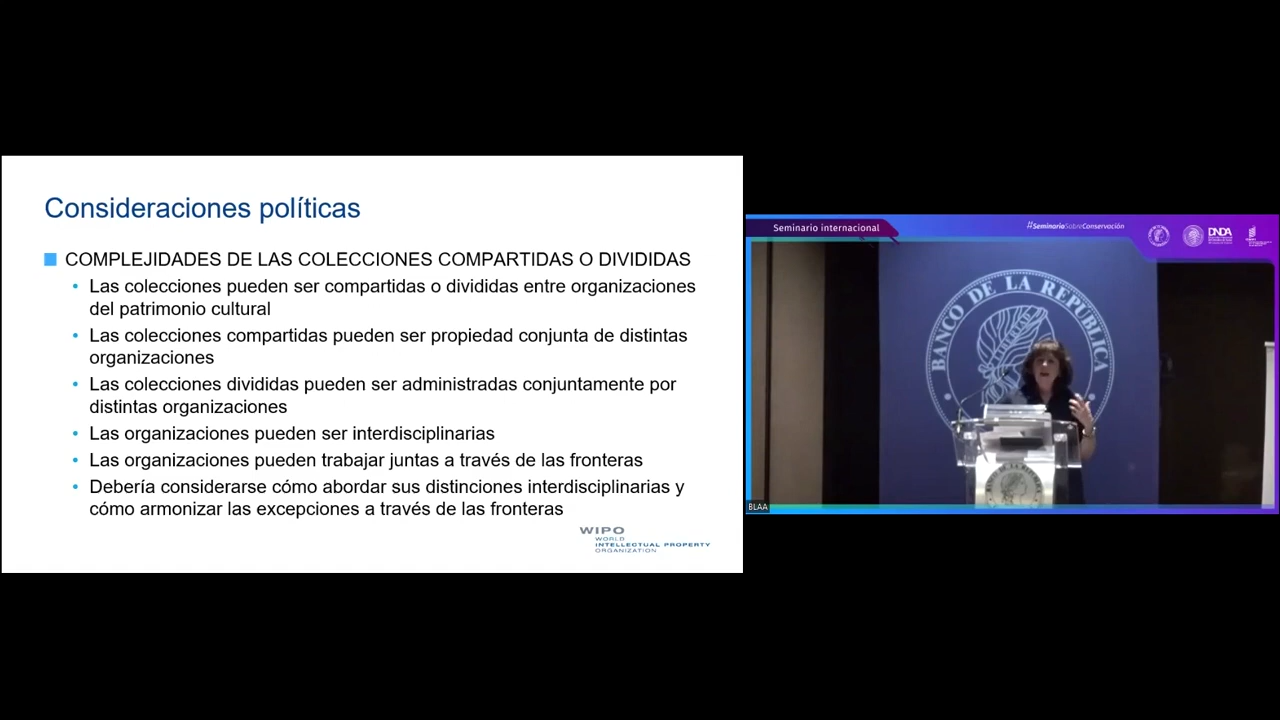 Consideraciones políticas
COMPLEJIDADES DE LAS COLECCIONES COMPARTIDAS O DIVIDIDAS
Las colecciones pueden ser compartidas o divididas entre organizaciones
del patrimonio cultural
Las colecciones compartidas pueden ser propiedad conjunta de distintas
organizaciones
Las colecciones divididas pueden ser administradas conjuntamente por
distintas organizaciones
Las organizaciones pueden ser interdisciplinarias
Las organizaciones pueden trabajar juntas a través de las fronteras
Debería considerarse cómo abordar sus distinciones interdisciplinarias y
cómo armonizar las excepciones a través de las fronteras
WIPO
WORLD
INTELLECTUAL PROPERTY
ORGANIZATION
Seminario internacional
#SeminarioSobreConservación
DNDA
BANCO DE LA REPÚBLICA
BLAA